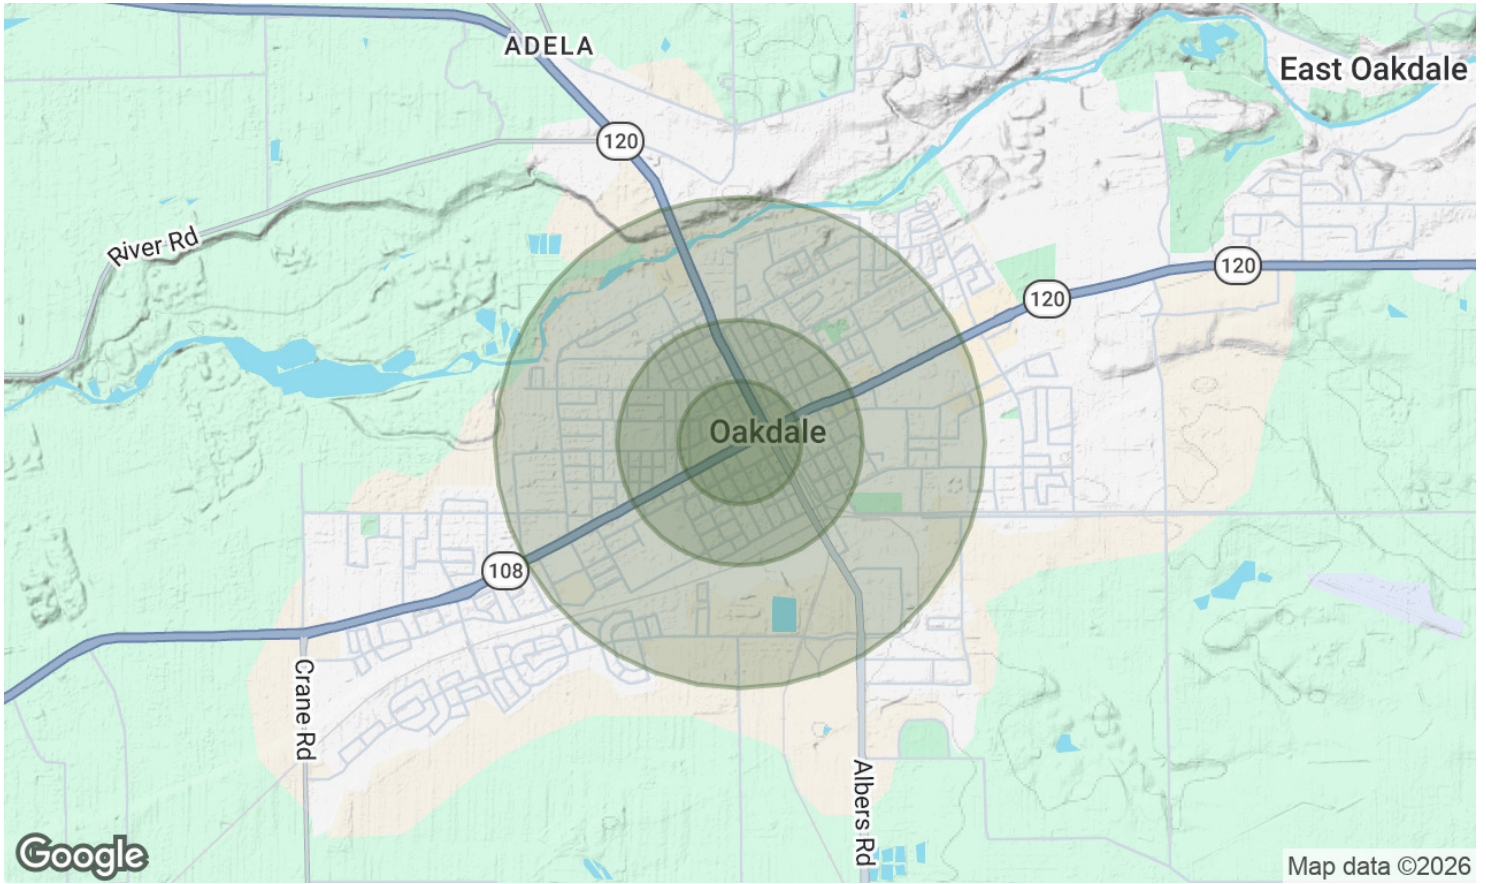 ADELA
East Oakdale
120
River Rd
120
120
Oakdale
108
Crane Rd
Albers Rd
Google
Map data ©2026